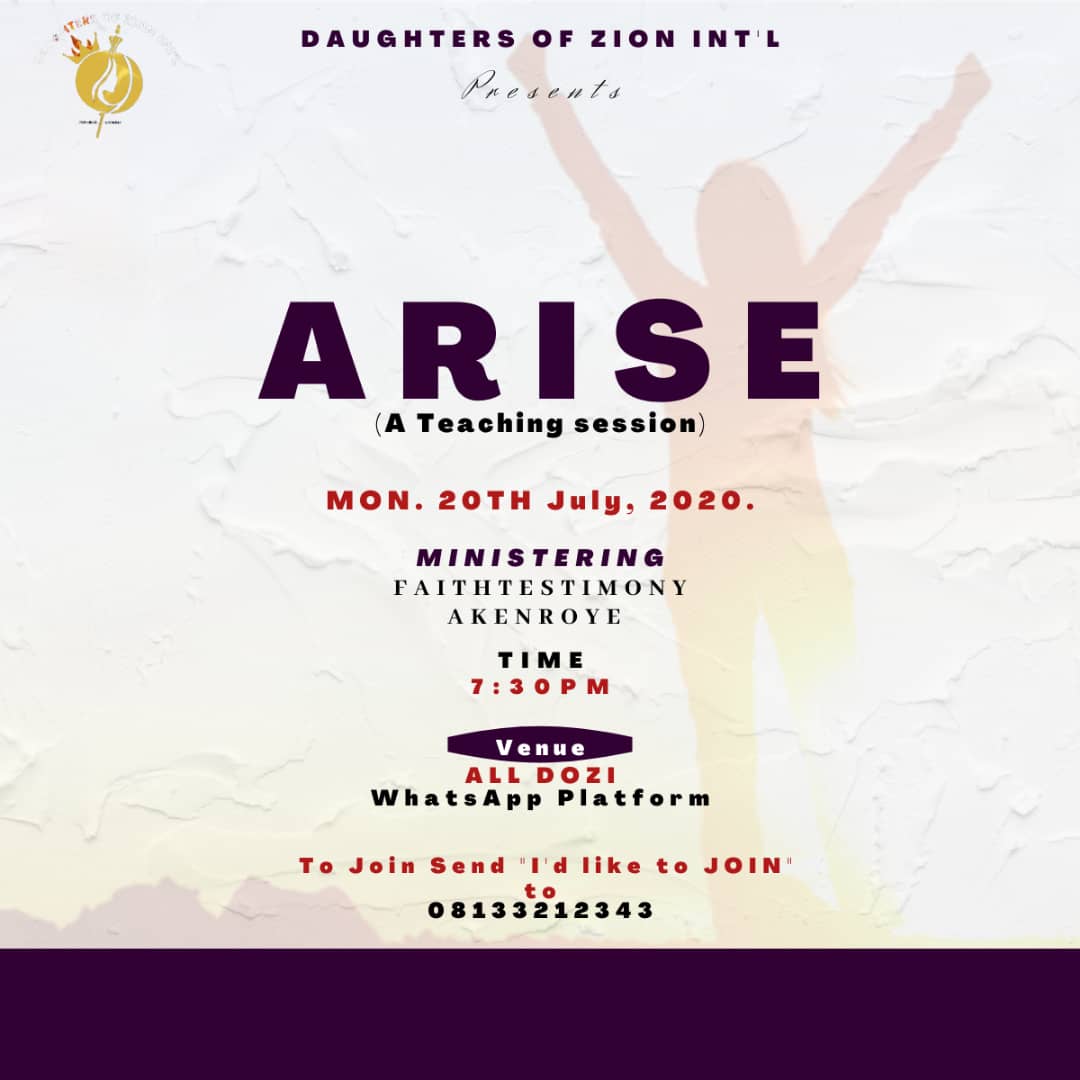 DAUGHTERS OF ZION INT'L
Presents
ARISE
(A Teaching session)
MON. 20TH July, 2020.
MINISTERING
FAITHTESTIMONY
AKENROYE
TIME
7:30PM
Venue
ALL DOZI
WhatsApp Platform
To Join Send "I'd like to JOIN"
to
08133212343